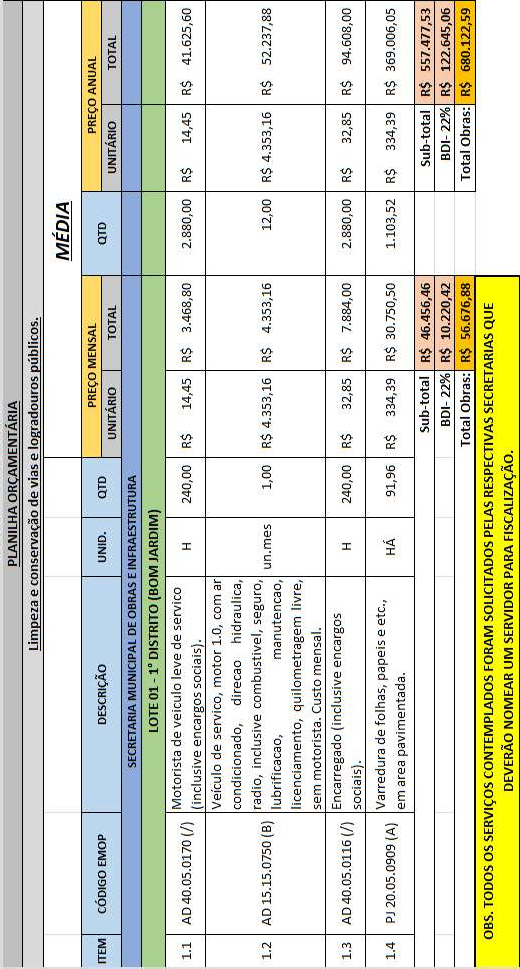 PLANILHA ORÇAMENTÁRIA
Limpeza e conservação de vias e logradouros públicos.
MÉDIA
ITEM CÓDIGO EMOP DESCRIÇÃO UNID. QTD PREÇO MENSAL QTD PREÇO ANUAL
UNITÁRIO TOTAL UNITÁRIO TOTAL
SECRETARIA MUNICIPAL DE OBRAS E INFRAESTRUTURA
LOTE 01 - 1º DISTRITO (BOM JARDIM)
1.1 AD 40.05.0170 (/) Motorista de veiculo leve de servico (inclusive encargos sociais). H 240,00 R$ 14,45 R$ 3.468,80 2.880,00 R$ 14,45 R$ 41.625,60
1.2 AD 15.15.0750 (B) Veículo de servico, motor 1.0, com ar condicionado, direcao hidraulica, radio, inclusive combustivel, seguro, lubrificacao, manutencao, licenciamento, quilometragem livre, sem motorista. Custo mensal. un.mes 1,00 R$ 4.353,16 R$ 4.353,16 12,00 R$ 4.353,16 R$ 52.237,88
1.3 AD 40.05.0116 (/) Encarregado (inclusive encargos sociais). H 240,00 R$ 32,85 R$ 7.884,00 2.880,00 R$ 32,85 R$ 94.608,00
1.4 PJ 20.05.0909 (A) Varredura de folhas, papeis e etc., em area pavimentada. HÁ 91,96 R$ 334,39 R$ 30.750,50 1.103,52 R$ 334,39 R$ 369.006,05
Sub-total R$ 46.456,46 Sub-total R$ 557.477,53
BDI- 22% R$ 10.220,42 BDI- 22% R$ 122.645,06
Total Obras: R$ 56.676,88 Total Obras: R$ 680.122,59
OBS. TODOS OS SERVIÇOS CONTEMPLADOS FORAM SOLICITADOS PELAS RESPECTIVAS SECRETARIAS QUE
DEVERÃO NOMEAR UM SERVIDOR PARA FISCALIZAÇÃO.